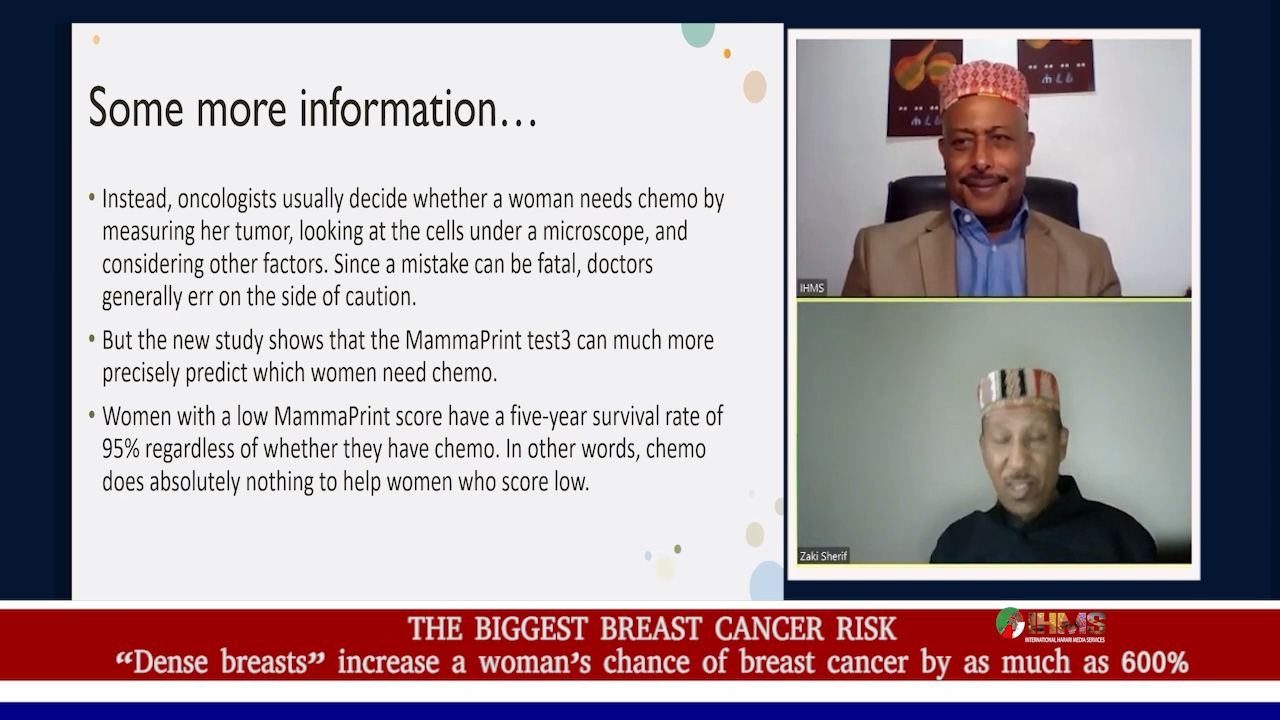 Some more information...
• Instead, oncologists usually decide whether a woman needs chemo by
measuring her tumor, looking at the cells under a microscope, and
considering other factors. Since a mistake can be fatal, doctors
generally err on the side of caution.
• But the new study shows that the MammaPrint test3 can much more
precisely predict which women need chemo.
• Women with a low MammaPrint score have a five-year survival rate of
95% regardless of whether they have chemo. In other words, chemo
does absolutely nothing to help women who score low.
IHMS
Zaki Sherif
THE BIGGEST BREAST CANCER RISK
“Dense breasts” increase a woman’s chance of breast cancer by as much as 600%
IHMS
INTERNATIONAL HARARI MEDIA SERVICES